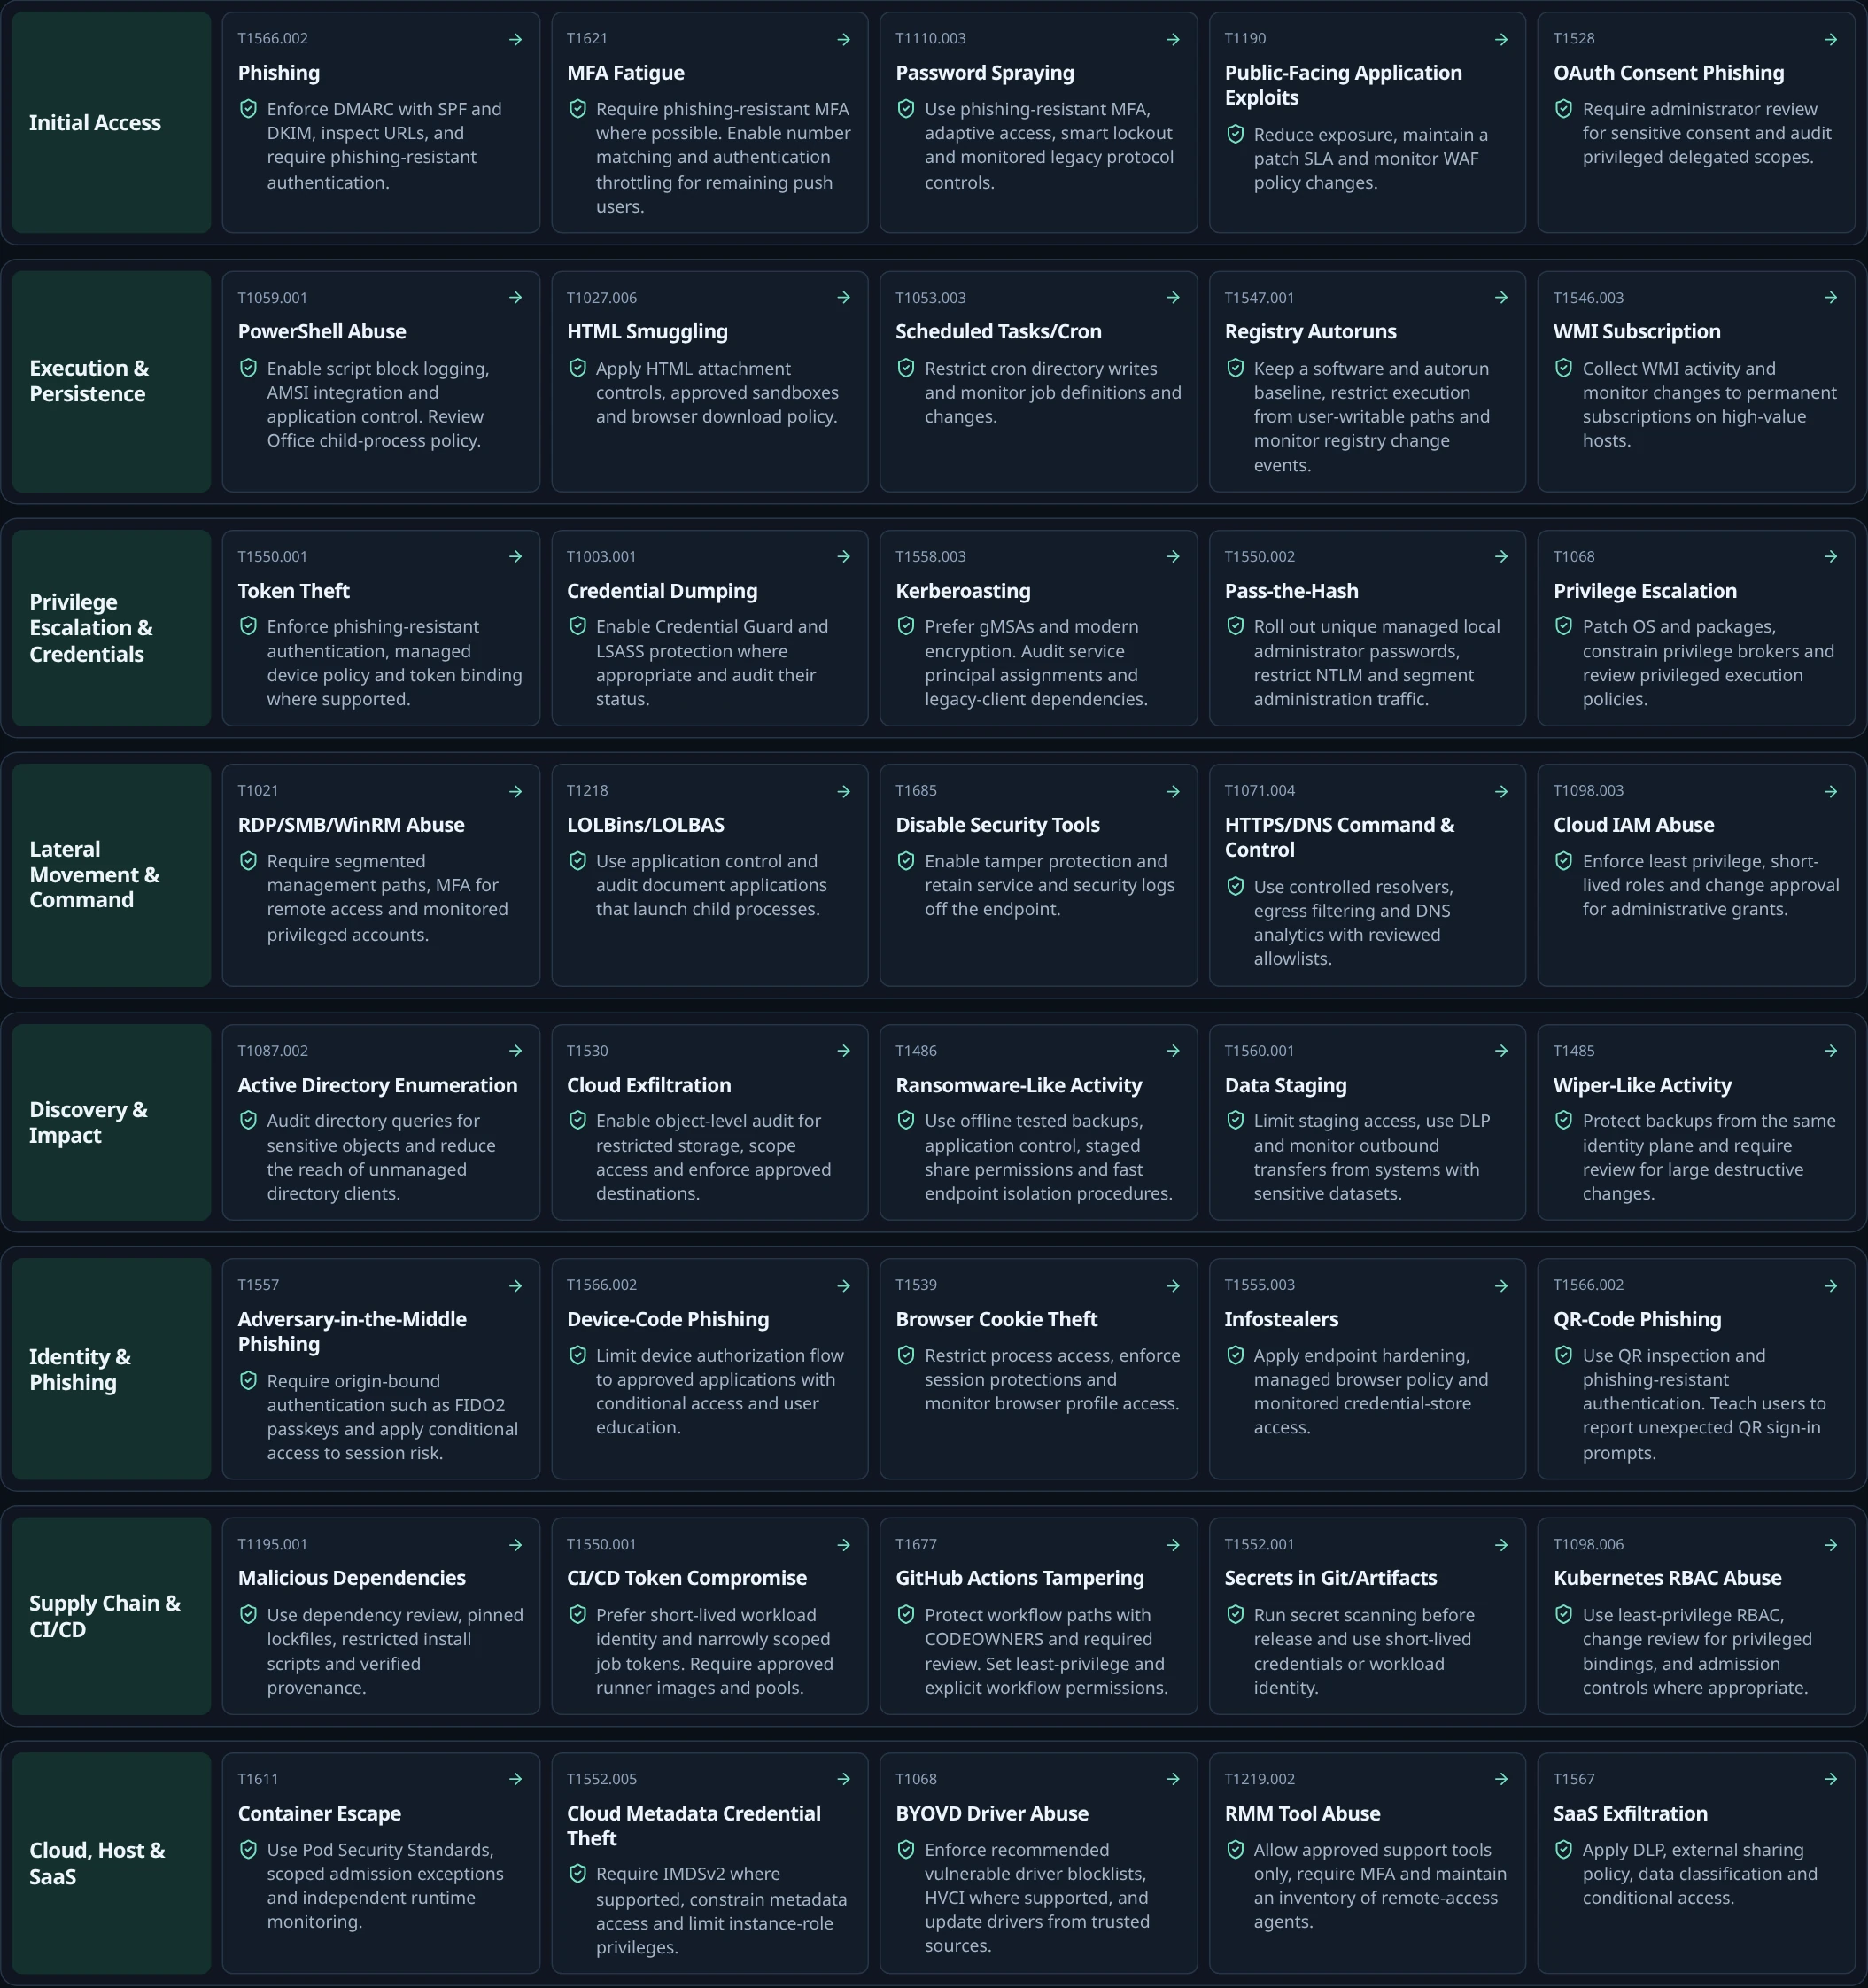 Initial Access
T1566.002
Phishing
Enforce DMARC with SPF and
DKIM, inspect URLs, and
require phishing-resistant
authentication.
T1621
MFA Fatigue
Require phishing-resistant MFA
where possible. Enable number
matching and authentication
throttling for remaining push
users.
T1110.003
Password Spraying
Use phishing-resistant MFA,
adaptive access, smart lockout
and monitored legacy protocol
controls.
T1190
Public-Facing Application
Exploits
Reduce exposure, maintain a
patch SLA and monitor WAF
policy changes.
T1528
OAuth Consent Phishing
Require administrator review
for sensitive consent and audit
privileged delegated scopes.
Execution &
Persistence
T1059.001
PowerShell Abuse
Enable script block logging,
AMSI integration and
application control. Review
Office child-process policy.
T1027.006
HTML Smuggling
Apply HTML attachment
controls, approved sandboxes
and browser download policy.
T1053.003
Scheduled Tasks/Cron
Restrict cron directory writes
and monitor job definitions and
changes.
T1547.001
Registry Autoruns
Keep a software and autorun
baseline, restrict execution
from user-writable paths and
monitor registry change
events.
T1546.003
WMI Subscription
Collect WMI activity and
monitor changes to permanent
subscriptions on high-value
hosts.
Privilege
Escalation &
Credentials
T1550.001
Token Theft
Enforce phishing-resistant
authentication, managed
device policy and token binding
where supported.
T1003.001
Credential Dumping
Enable Credential Guard and
LSASS protection where
appropriate and audit their
status.
T1558.003
Kerberoasting
Prefer gMSAs and modern
encryption. Audit service
principal assignments and
legacy-client dependencies.
T1550.002
Pass-the-Hash
Roll out unique managed local
administrator passwords,
restrict NTLM and segment
administration traffic.
T1068
Privilege Escalation
Patch OS and packages,
constrain privilege brokers and
review privileged execution
policies.
Lateral
Movement &
Command
T1021
RDP/SMB/WinRM Abuse
Require segmented
management paths, MFA for
remote access and monitored
privileged accounts.
T1218
LOLBins/LOLBAS
Use application control and
audit document applications
that launch child processes.
T1685
Disable Security Tools
Enable tamper protection and
retain service and security logs
off the endpoint.
T1071.004
HTTPS/DNS Command &
Control
Use controlled resolvers,
egress filtering and DNS
analytics with reviewed
allowlists.
T1098.003
Cloud IAM Abuse
Enforce least privilege, short-
lived roles and change approval
for administrative grants.
Discovery &
Impact
T1087.002
Active Directory Enumeration
Audit directory queries for
sensitive objects and reduce
the reach of unmanaged
directory clients.
T1530
Cloud Exfiltration
Enable object-level audit for
restricted storage, scope
access and enforce approved
destinations.
T1486
Ransomware-Like Activity
Use offline tested backups,
application control, staged
share permissions and fast
endpoint isolation procedures.
T1560.001
Data Staging
Limit staging access, use DLP
and monitor outbound
transfers from systems with
sensitive datasets.
T1485
Wiper-Like Activity
Protect backups from the same
identity plane and require
review for large destructive
changes.
Identity &
Phishing
T1557
Adversary-in-the-Middle
Phishing
Require origin-bound
authentication such as FIDO2
passkeys and apply conditional
access to session risk.
T1566.002
Device-Code Phishing
Limit device authorization flow
to approved applications with
conditional access and user
education.
T1539
Browser Cookie Theft
Restrict process access, enforce
session protections and
monitor browser profile access.
T1555.003
Infostealers
Apply endpoint hardening,
managed browser policy and
monitored credential-store
access.
T1566.002
QR-Code Phishing
Use QR inspection and
phishing-resistant
authentication. Teach users to
report unexpected QR sign-in
prompts.
Supply Chain &
CI/CD
T1195.001
Malicious Dependencies
Use dependency review, pinned
lockfiles, restricted install
scripts and verified
provenance.
T1550.001
CI/CD Token Compromise
Prefer short-lived workload
identity and narrowly scoped
job tokens. Require approved
runner images and pools.
T1677
GitHub Actions Tampering
Protect workflow paths with
CODEOWNERS and required
review. Set least-privilege and
explicit workflow permissions.
T1552.001
Secrets in Git/Artifacts
Run secret scanning before
release and use short-lived
credentials or workload
identity.
T1098.006
Kubernetes RBAC Abuse
Use least-privilege RBAC,
change review for privileged
bindings, and admission
controls where appropriate.
Cloud, Host &
SaaS
T1611
Container Escape
Use Pod Security Standards,
scoped admission exceptions
and independent runtime
monitoring.
T1552.005
Cloud Metadata Credential
Theft
Require IMDSv2 where
supported, constrain metadata
access and limit instance-role
privileges.
T1068
BYOVD Driver Abuse
Enforce recommended
vulnerable driver blocklists,
HVCI where supported, and
update drivers from trusted
sources.
T1219.002
RMM Tool Abuse
Allow approved support tools
only, require MFA and maintain
an inventory of remote-access
agents.
T1567
SaaS Exfiltration
Apply DLP, external sharing
policy, data classification and
conditional access.